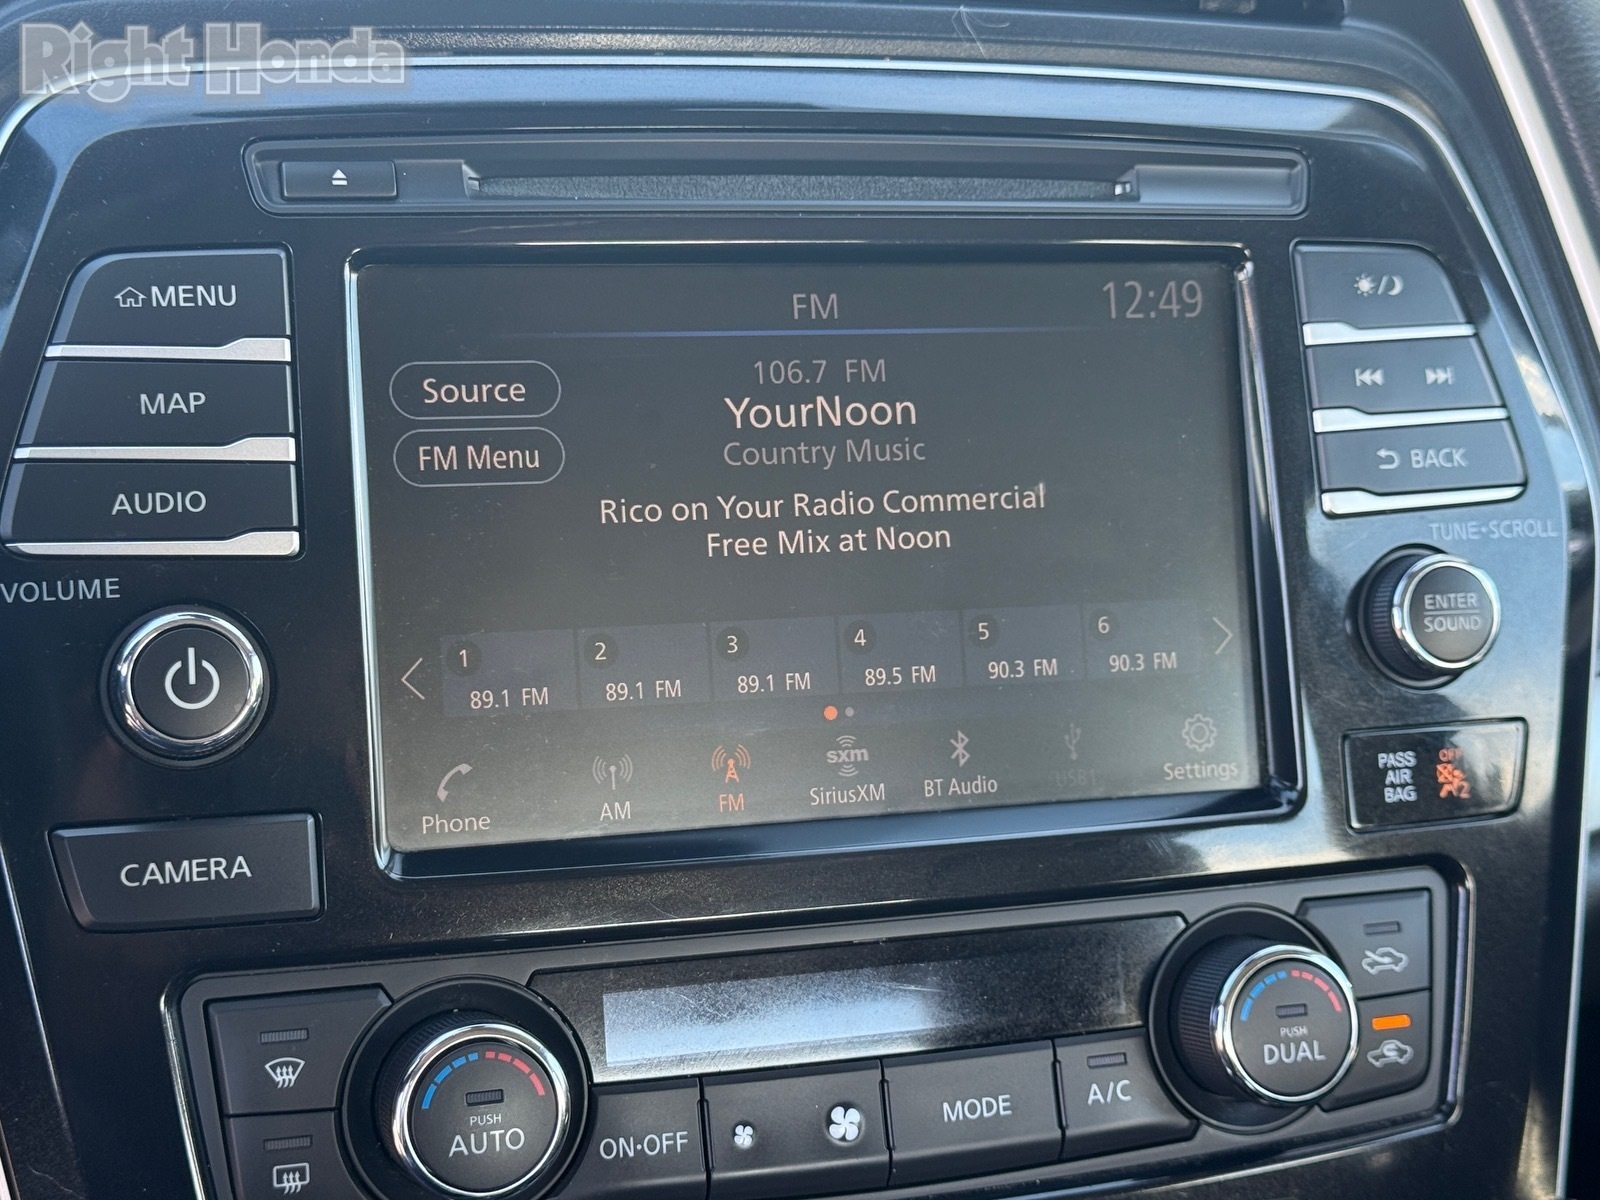 Right Honda
MENU
MAP
AUDIO
VOLUME
CAMERA
FM
12:49
Source
FM Menu
106.7 FM
YourNoon
Country Music
Rico on Your Radio Commercial
Free Mix at Noon
1
89.1 FM
2
89.1 FM
3
89.1 FM
4
89.5 FM
5
90.3 FM
6
90.3 FM
Phone
AM
FM
sxm
SiriusXM
BT Audio
USB1
Settings
BACK
TUNE•SCROLL
ENTER
SOUND
PASS
AIR
BAG
OFF
2
PUSH
AUTO
ON•OFF
MODE
A/C
PUSH
DUAL